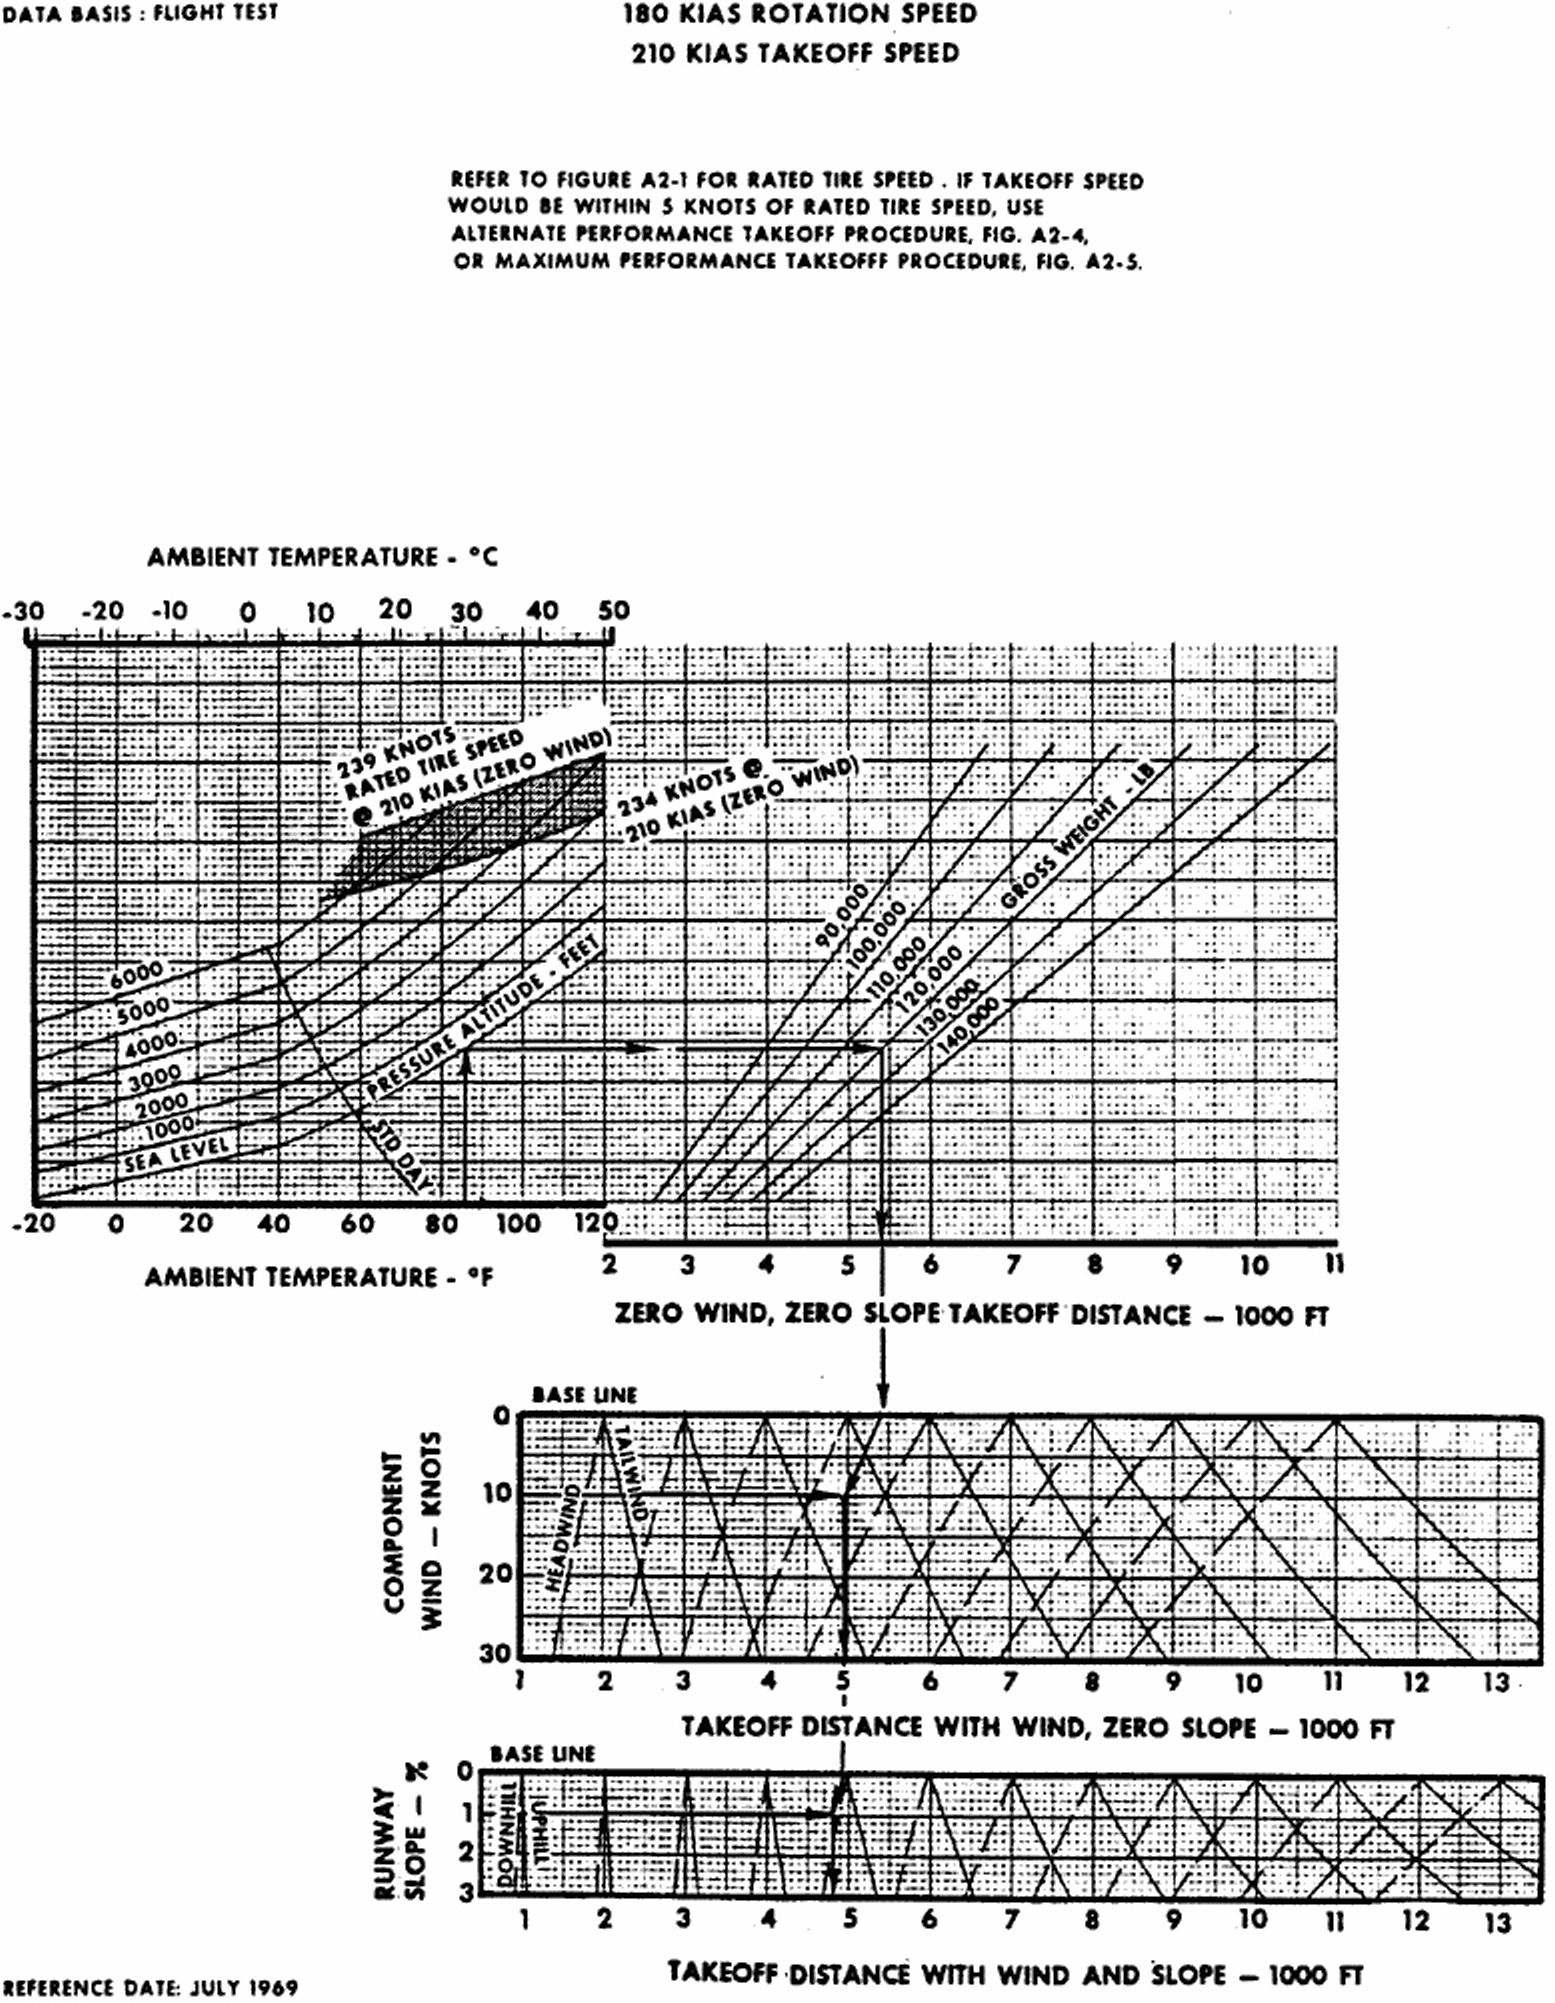 DATA BASIS : FLIGHT TEST
180 KIAS ROTATION SPEED
210 KIAS TAKEOFF SPEED
REFER TO FIGURE A2-1 FOR RATED TIRE SPEED . IF TAKEOFF SPEED
WOULD BE WITHIN 5 KNOTS OF RATED TIRE SPEED, USE
ALTERNATE PERFORMANCE TAKEOFF PROCEDURE, FIG. A2-4,
OR MAXIMUM PERFORMANCE TAKEOFFF PROCEDURE, FIG. A2-5.
AMBIENT TEMPERATURE - °C
-30 -20 -10 0 10 20 30 40 50
239 KNOTS
RATED TIRE SPEED
@ 210 KIAS (ZERO WIND)
234 KNOTS @
210 KIAS (ZERO WIND)
6000
5000
4000
3000
2000
1000
SEA LEVEL
PRESSURE ALTITUDE - FEET
STD DAY
90,000
100,000
110,000
120,000
130,000
140,000
GROSS WEIGHT - LB
-20 0 20 40 60 80 100 120
AMBIENT TEMPERATURE - °F
2 3 4 5 6 7 8 9 10 11
ZERO WIND, ZERO SLOPE TAKEOFF DISTANCE — 1000 FT
BASE LINE
COMPONENT
WIND — KNOTS
0
10
20
30
HEADWIND
TAILWIND
1 2 3 4 5 6 7 8 9 10 11 12 13
TAKEOFF DISTANCE WITH WIND, ZERO SLOPE — 1000 FT
BASE LINE
RUNWAY
SLOPE — %
0
1
2
3
DOWNHILL
UPHILL
1 2 3 4 5 6 7 8 9 10 11 12 13
TAKEOFF DISTANCE WITH WIND AND SLOPE — 1000 FT
REFERENCE DATE: JULY 1969